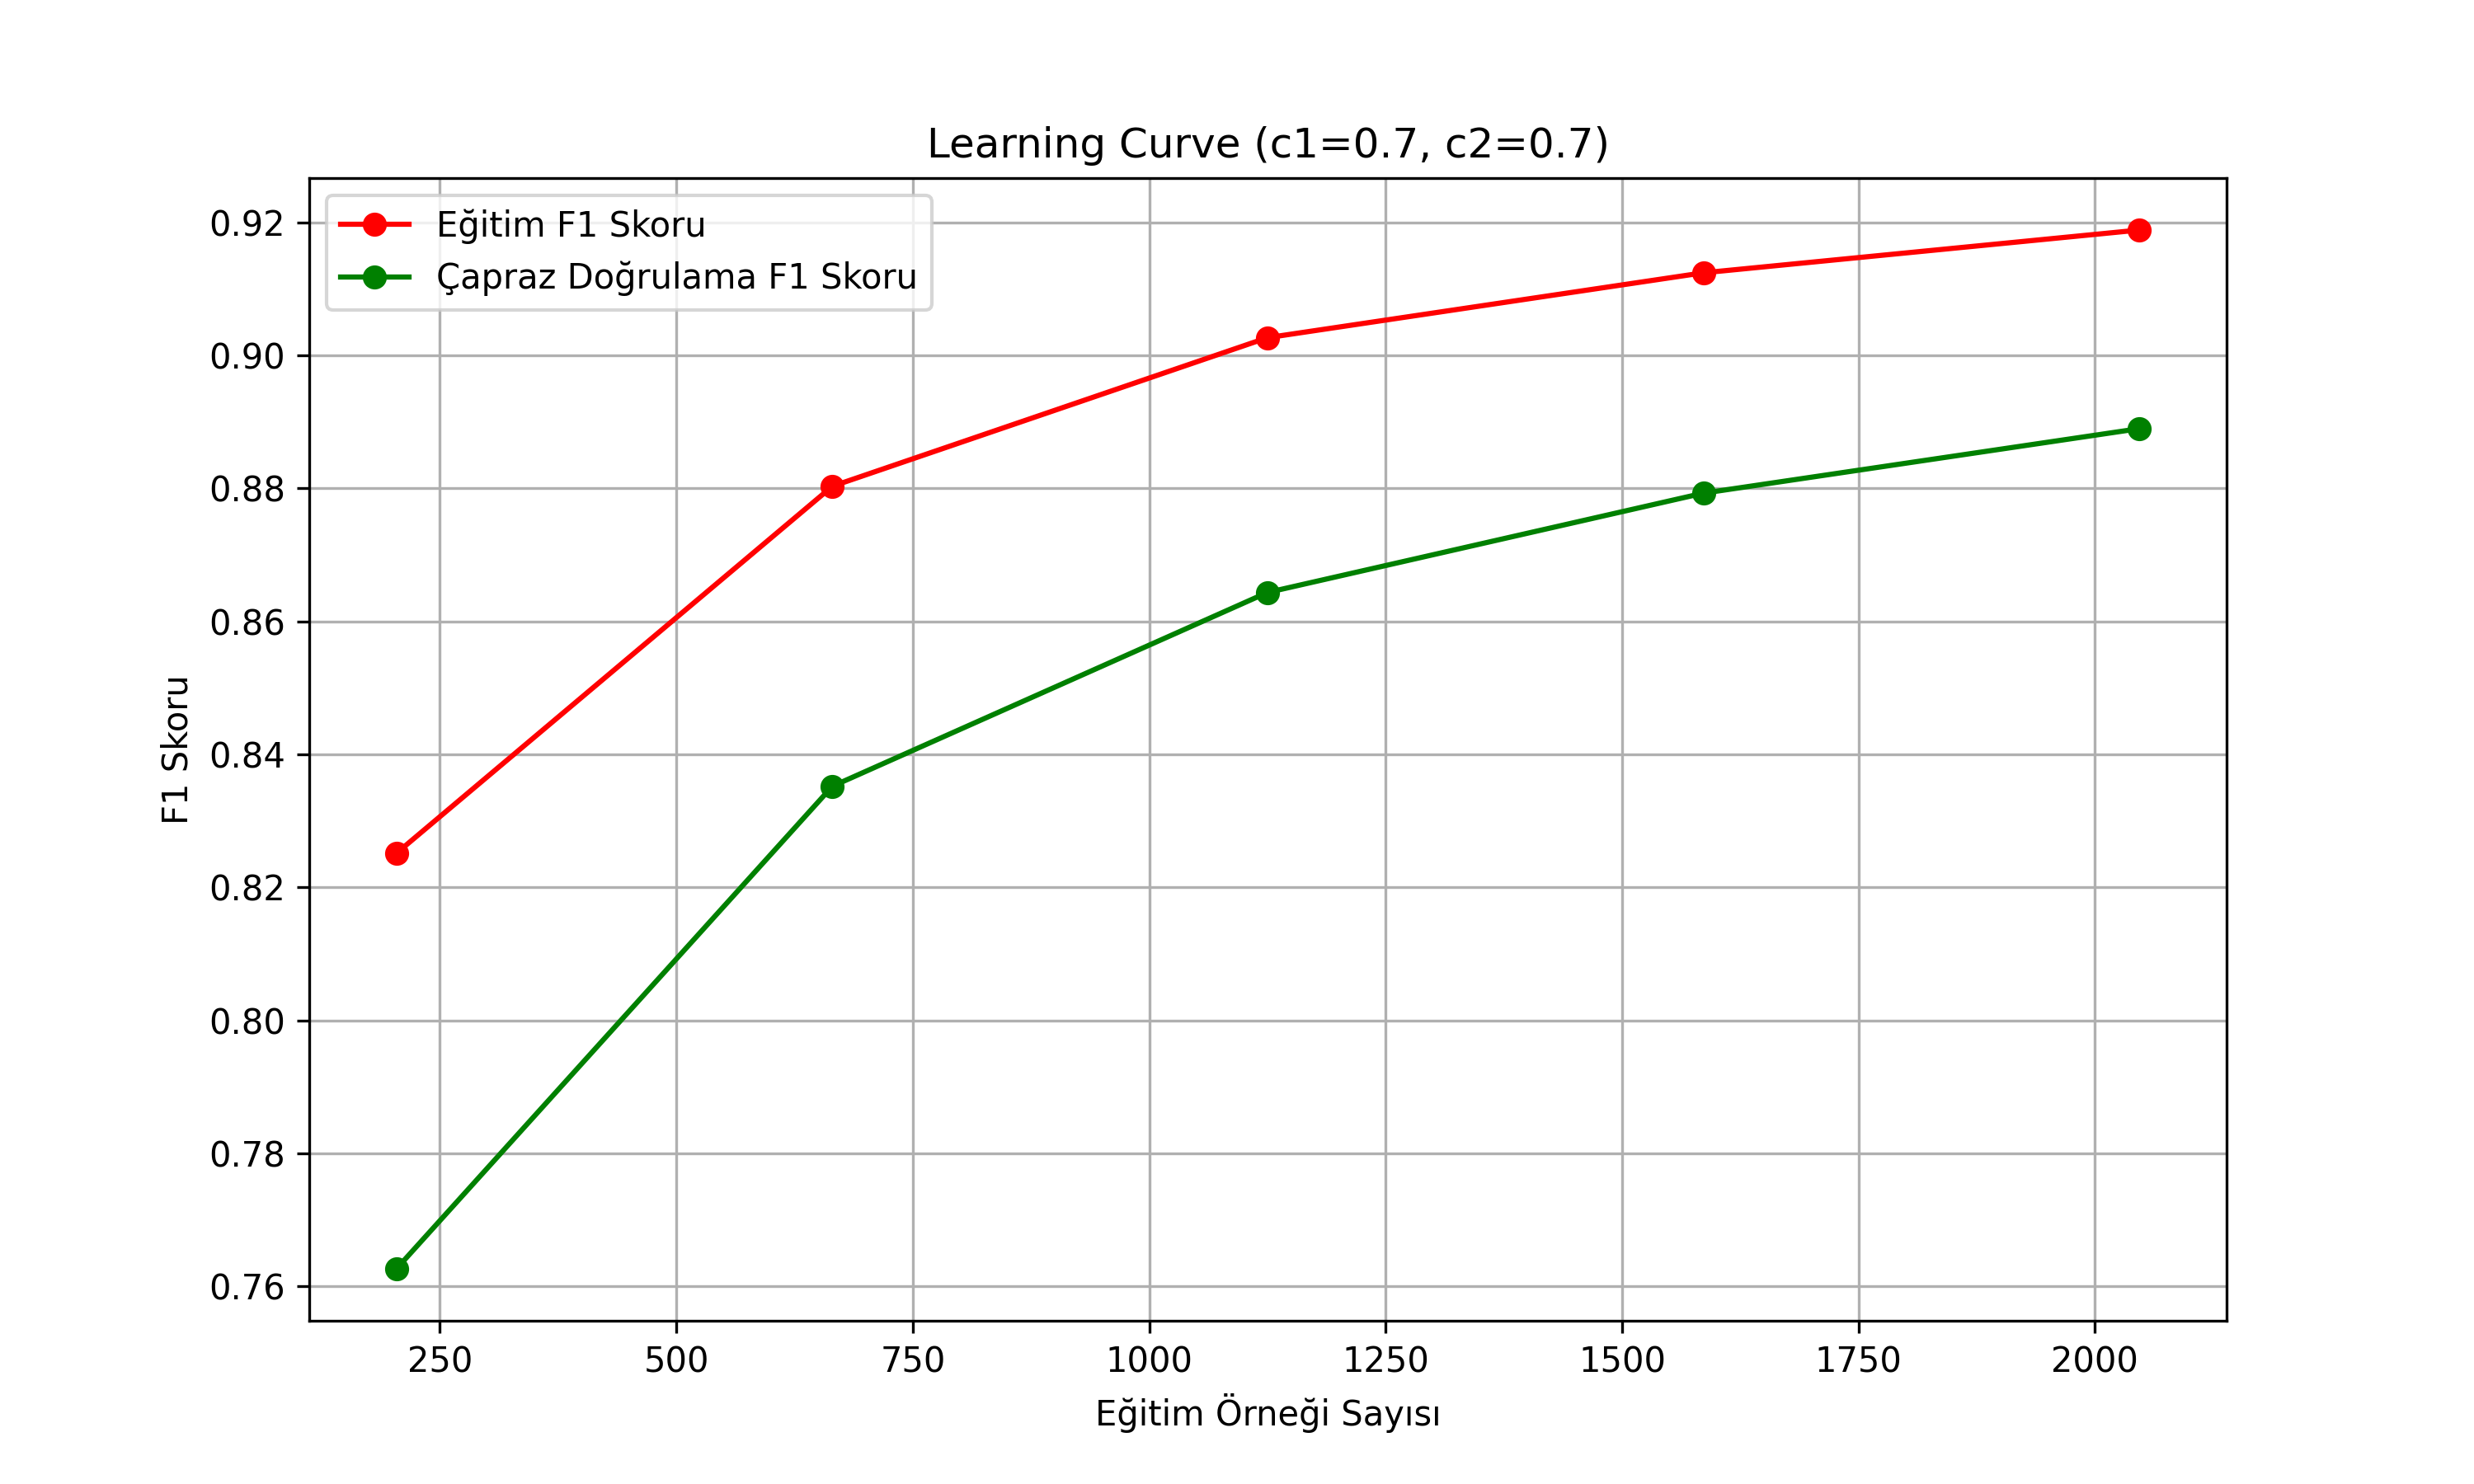 Learning Curve (c1=0.7, c2=0.7)
Eğitim F1 Skoru
Çapraz Doğrulama F1 Skoru
F1 Skoru
0.92
0.90
0.88
0.86
0.84
0.82
0.80
0.78
0.76
250 500 750 1000 1250 1500 1750 2000
Eğitim Örneği Sayısı